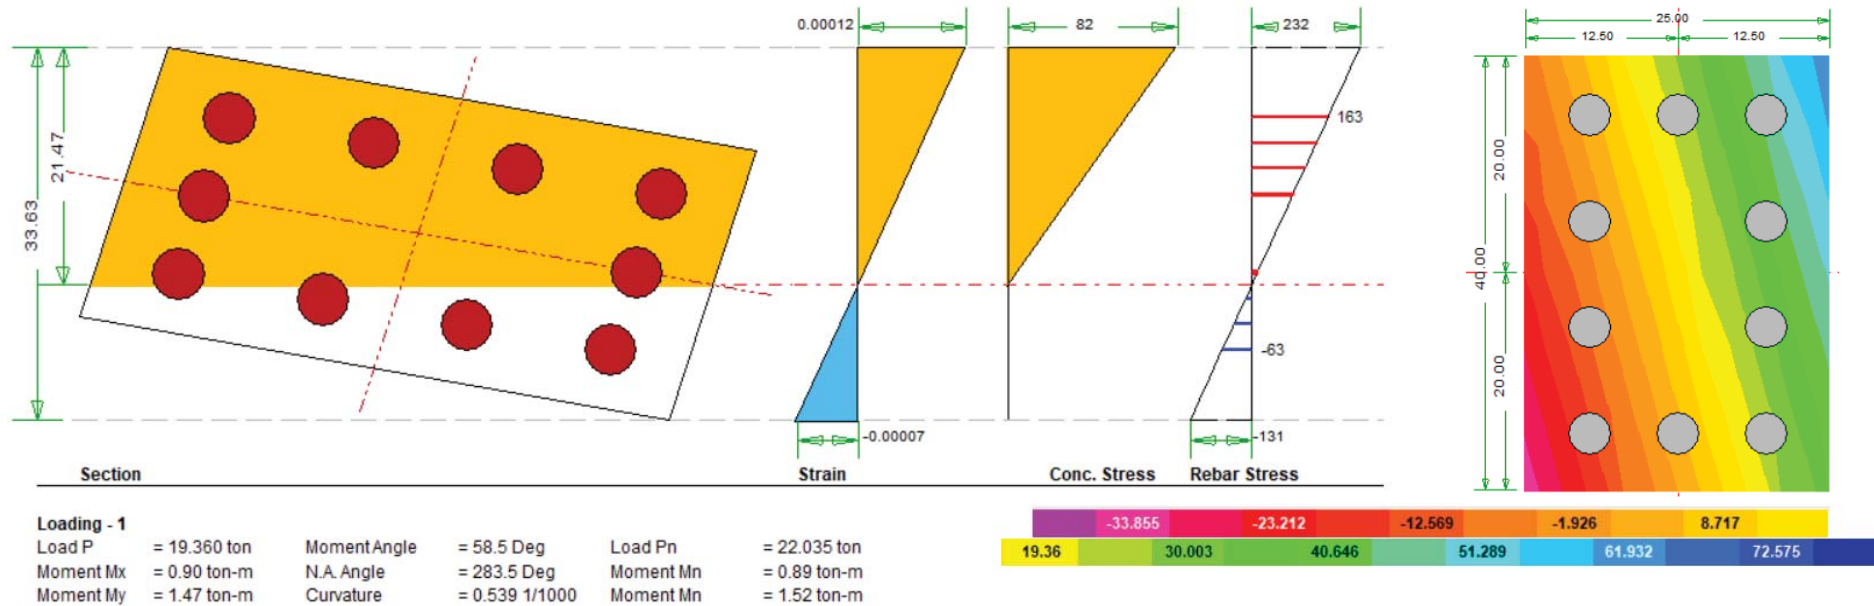 0.00012
82
232
25.00
12.50
12.50
21.47
33.63
163
-63
-0.00007
-131
20.00
40.00
20.00
Section
Strain
Conc. Stress
Rebar Stress
Loading - 1
Load P = 19.360 ton Moment Angle = 58.5 Deg Load Pn = 22.035 ton
Moment Mx = 0.90 ton-m N.A. Angle = 283.5 Deg Moment Mn = 0.89 ton-m
Moment My = 1.47 ton-m Curvature = 0.539 1/1000 Moment Mn = 1.52 ton-m
-33.855 -23.212 -12.569 -1.926 8.717
19.36 30.003 40.646 51.289 61.932 72.575